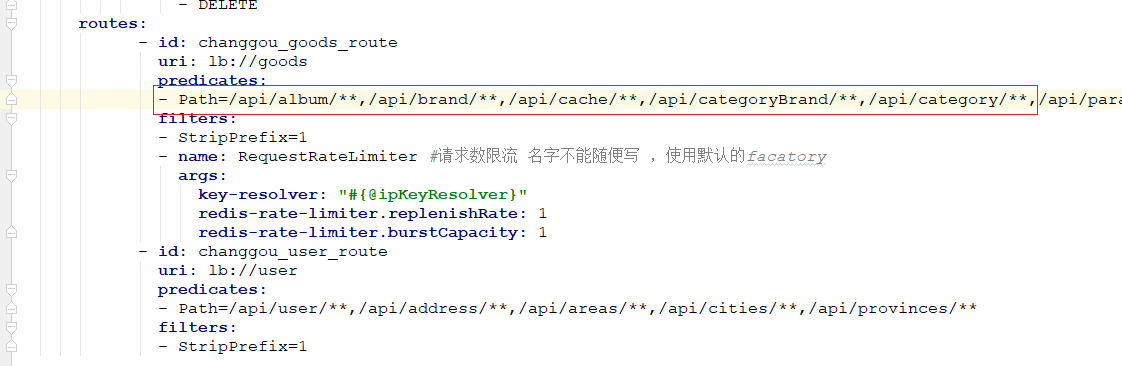 - DELETE
routes:
- id: changgou_goods_route
uri: lb://goods
predicates:
- Path=/api/album/**,/api/brand/**,/api/cache/**,/api/categoryBrand/**,/api/category/**,/api/para
filters:
- StripPrefix=1
- name: RequestRateLimiter #请求数限流 名字不能随便写 ，使用默认的facatory
args:
key-resolver: "#{@ipKeyResolver}"
redis-rate-limiter.replenishRate: 1
redis-rate-limiter.burstCapacity: 1
- id: changgou_user_route
uri: lb://user
predicates:
- Path=/api/user/**,/api/address/**,/api/areas/**,/api/cities/**,/api/provinces/**
filters:
- StripPrefix=1